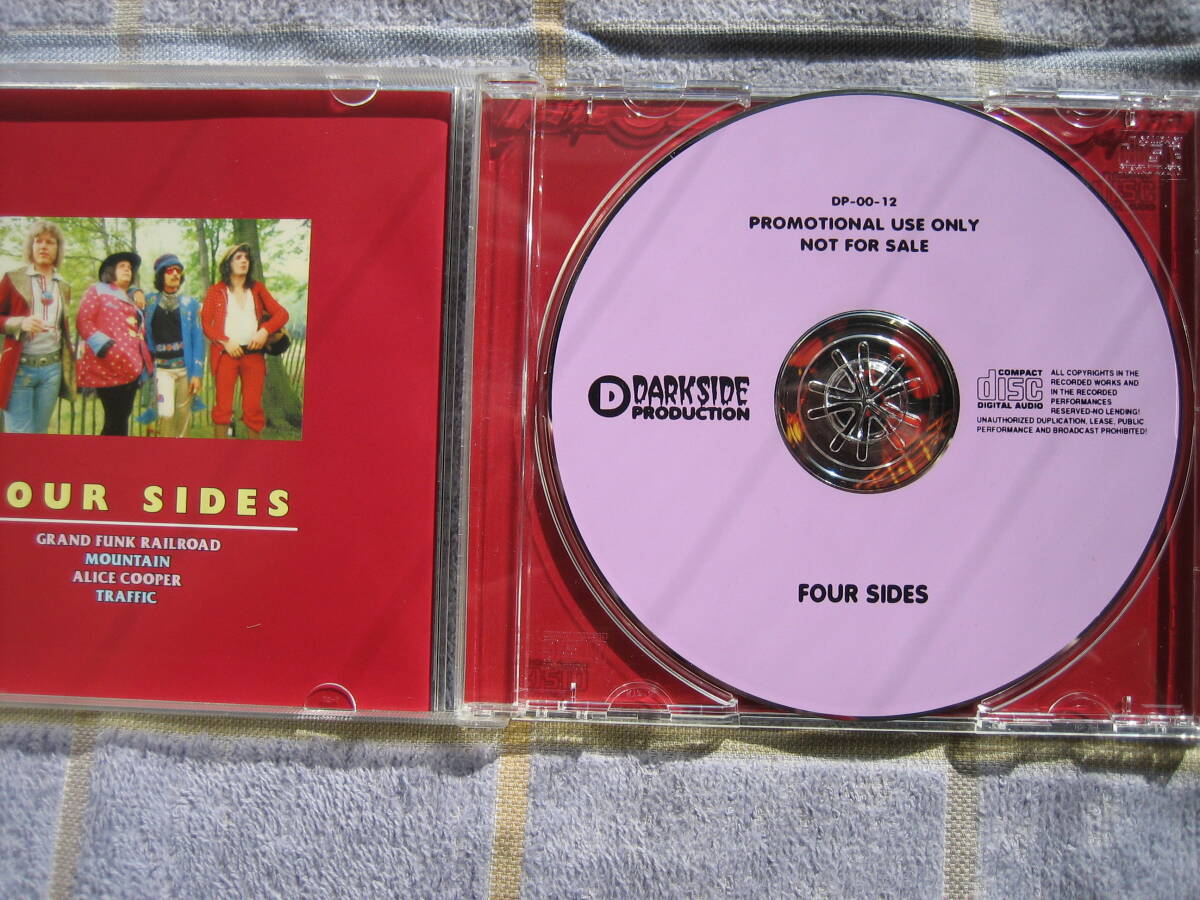 OUR SIDES
GRAND FUNK RAILROAD
MOUNTAIN
ALICE COOPER
TRAFFIC
DP-00-12
PROMOTIONAL USE ONLY
NOT FOR SALE
D DARKSIDE
PRODUCTION
COMPACT
disc
DIGITAL AUDIO
ALL COPYRIGHTS IN THE
RECORDED WORKS AND
IN THE RECORDED
PERFORMANCES
RESERVED-NO LENDING!
UNAUTHORIZED DUPLICATION, LEASE, PUBLIC
PERFORMANCE AND BROADCAST PROHIBITED!
FOUR SIDES
disc